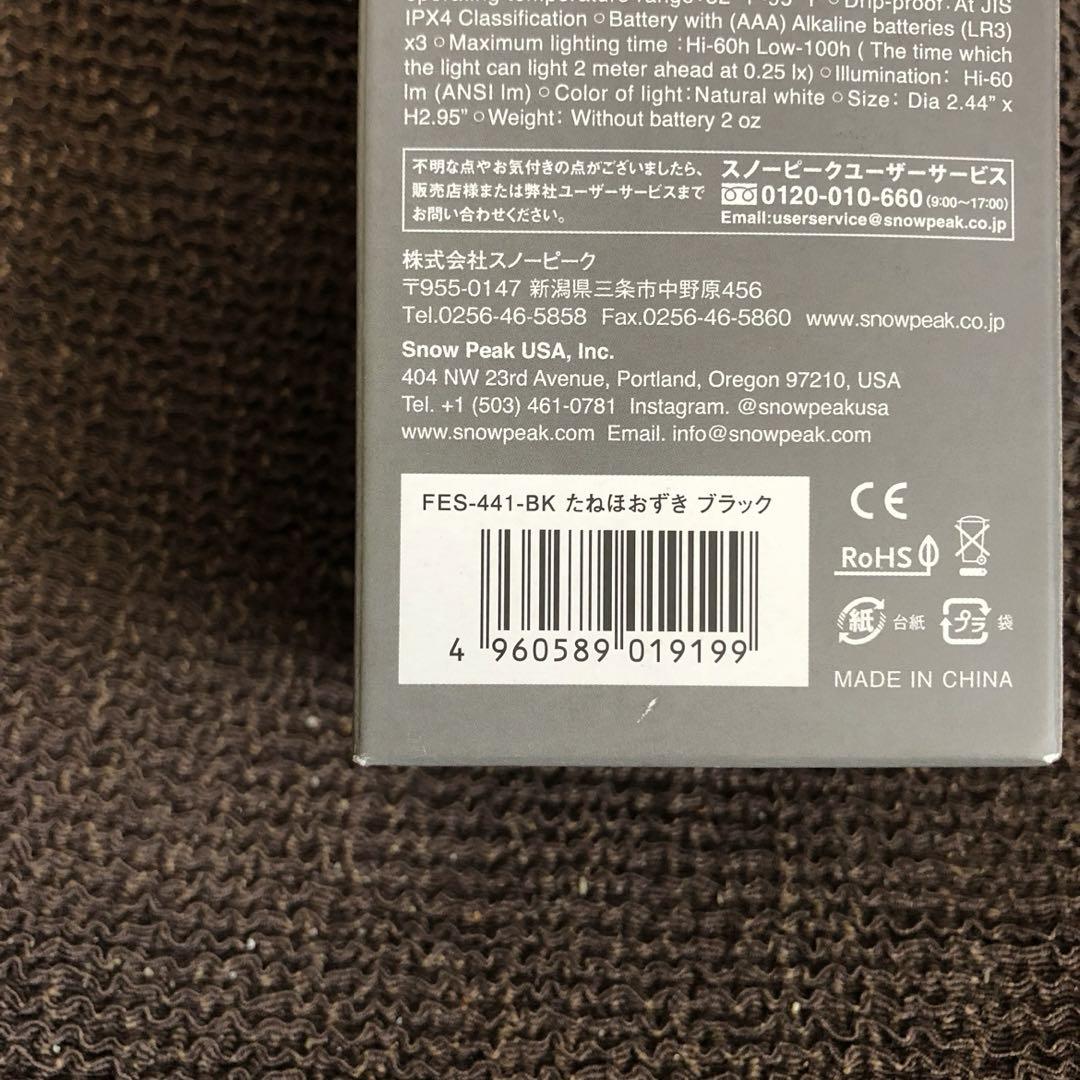 Drip-proof: At JIS
IPX4 Classification ○Battery with (AAA) Alkaline batteries (LR3)
x3 ○Maximum lighting time :Hi-60h Low-100h ( The time which
the light can light 2 meter ahead at 0.25 lx) ○Illumination: Hi-60
lm (ANSI lm) ○Color of light:Natural white ○Size: Dia 2.44” x
H2.95” ○Weight: Without battery 2 oz
不明な点やお気付きの点がございましたら、
販売店様または弊社ユーザーサービスまで
お問い合わせください。
スノーピークユーザーサービス
0120-010-660 (9:00〜17:00)
Email:userservice@snowpeak.co.jp
株式会社スノーピーク
〒955-0147 新潟県三条市中野原456
Tel.0256-46-5858 Fax.0256-46-5860 www.snowpeak.co.jp
Snow Peak USA, Inc.
404 NW 23rd Avenue, Portland, Oregon 97210, USA
Tel. +1 (503) 461-0781 Instagram. @snowpeakusa
www.snowpeak.com Email. info@snowpeak.com
FES-441-BK たねほおずき ブラック
4 960589 019199
CE
RoHS
紙 台紙 プラ 袋
MADE IN CHINA